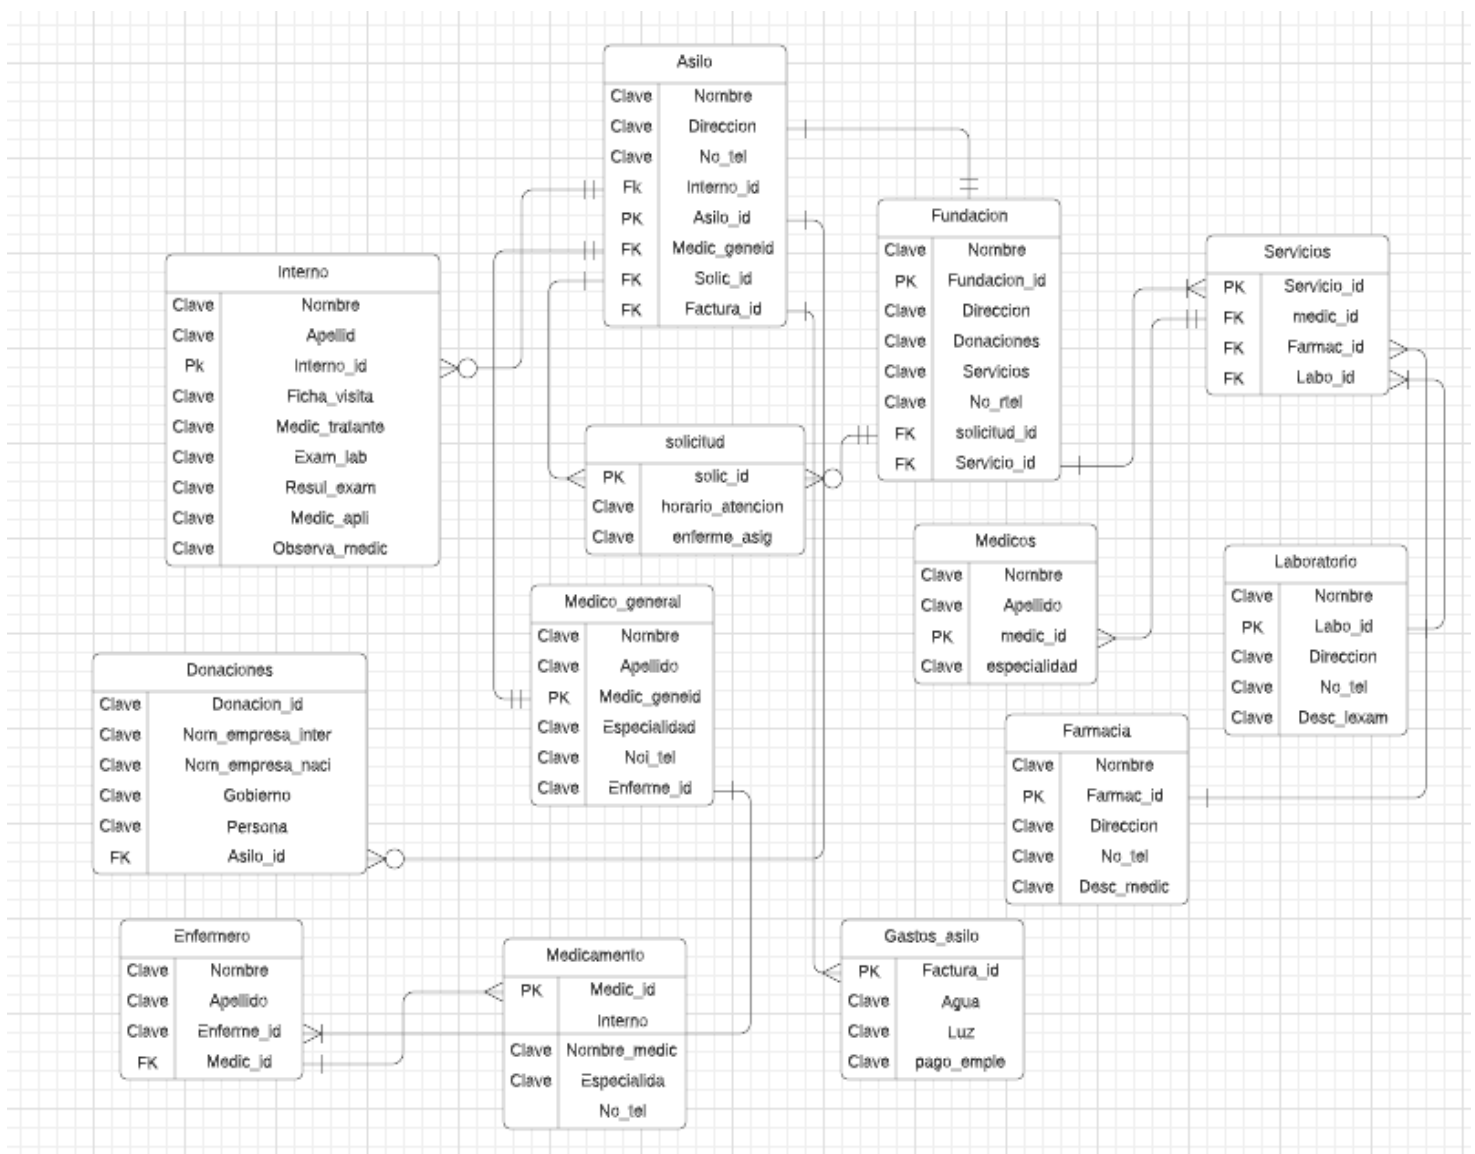 Asilo
Clave Nombre
Clave Direccion
Clave No_tel
Fk Interno_id
PK Asilo_id
FK Medic_geneid
FK Solic_id
FK Factura_id
Fundacion
Clave Nombre
PK Fundacion_id
Clave Direccion
Clave Donaciones
Clave Servicios
Clave No_rtel
FK solicitud_id
FK Servicio_id
Servicios
PK Servicio_id
FK medic_id
FK Farmac_id
FK Labo_id
Interno
Clave Nombre
Clave Apellid
Pk Interno_id
Clave Ficha_visita
Clave Medic_tratante
Clave Exam_lab
Clave Resul_exam
Clave Medic_apli
Clave Observa_medic
solicitud
PK solic_id
Clave horario_atencion
Clave enferme_asig
Medicos
Clave Nombre
Clave Apellido
PK medic_id
Clave especialidad
Laboratorio
Clave Nombre
PK Labo_id
Clave Direccion
Clave No_tel
Clave Desc_lexam
Medico_general
Clave Nombre
Clave Apellido
PK Medic_geneid
Clave Especialidad
Clave Noi_tel
Clave Enferme_id
Donaciones
Clave Donacion_id
Clave Nom_empresa_inter
Clave Nom_empresa_naci
Clave Gobierno
Clave Persona
FK Asilo_id
Farmacia
Clave Nombre
PK Farmac_id
Clave Direccion
Clave No_tel
Clave Desc_medic
Enfermero
Clave Nombre
Clave Apellido
Clave Enferme_id
FK Medic_id
Medicamento
PK Medic_id
Interno
Clave Nombre_medic
Clave Especialida
No_tel
Gastos_asilo
PK Factura_id
Clave Agua
Clave Luz
Clave pago_emple